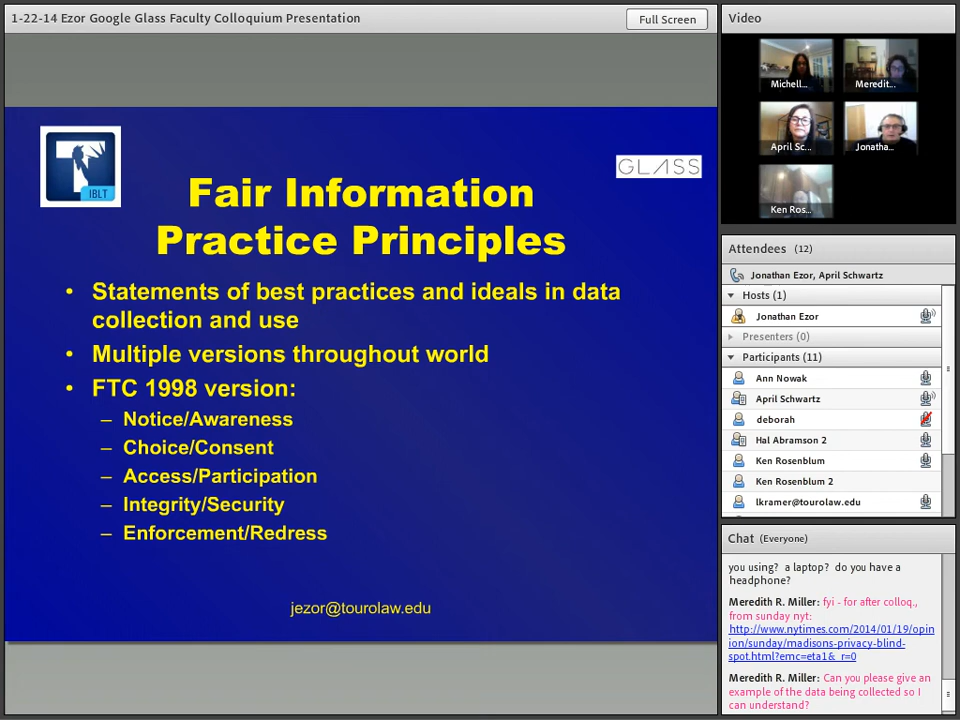 1-22-14 Ezor Google Glass Faculty Colloquium Presentation
Full Screen
IBLT
GLASS
Fair Information
Practice Principles
• Statements of best practices and ideals in data
collection and use
• Multiple versions throughout world
• FTC 1998 version:
– Notice/Awareness
– Choice/Consent
– Access/Participation
– Integrity/Security
– Enforcement/Redress
jezor@tourolaw.edu
Video
Michell...
Meredit...
April Sc...
Jonatha...
Ken Ros...
Attendees (12)
Jonathan Ezor, April Schwartz
Hosts (1)
Jonathan Ezor
Presenters (0)
Participants (11)
Ann Nowak
April Schwartz
deborah
Hal Abramson 2
Ken Rosenblum
Ken Rosenblum 2
lkramer@tourolaw.edu
Chat (Everyone)
you using? a laptop? do you have a
headphone?
Meredith R. Miller: fyi - for after colloq.,
from sunday nyt:
http://www.nytimes.com/2014/01/19/opin
ion/sunday/madisons-privacy-blind-
spot.html?emc=eta1&_r=0
Meredith R. Miller: Can you please give an
example of the data being collected so I
can understand?